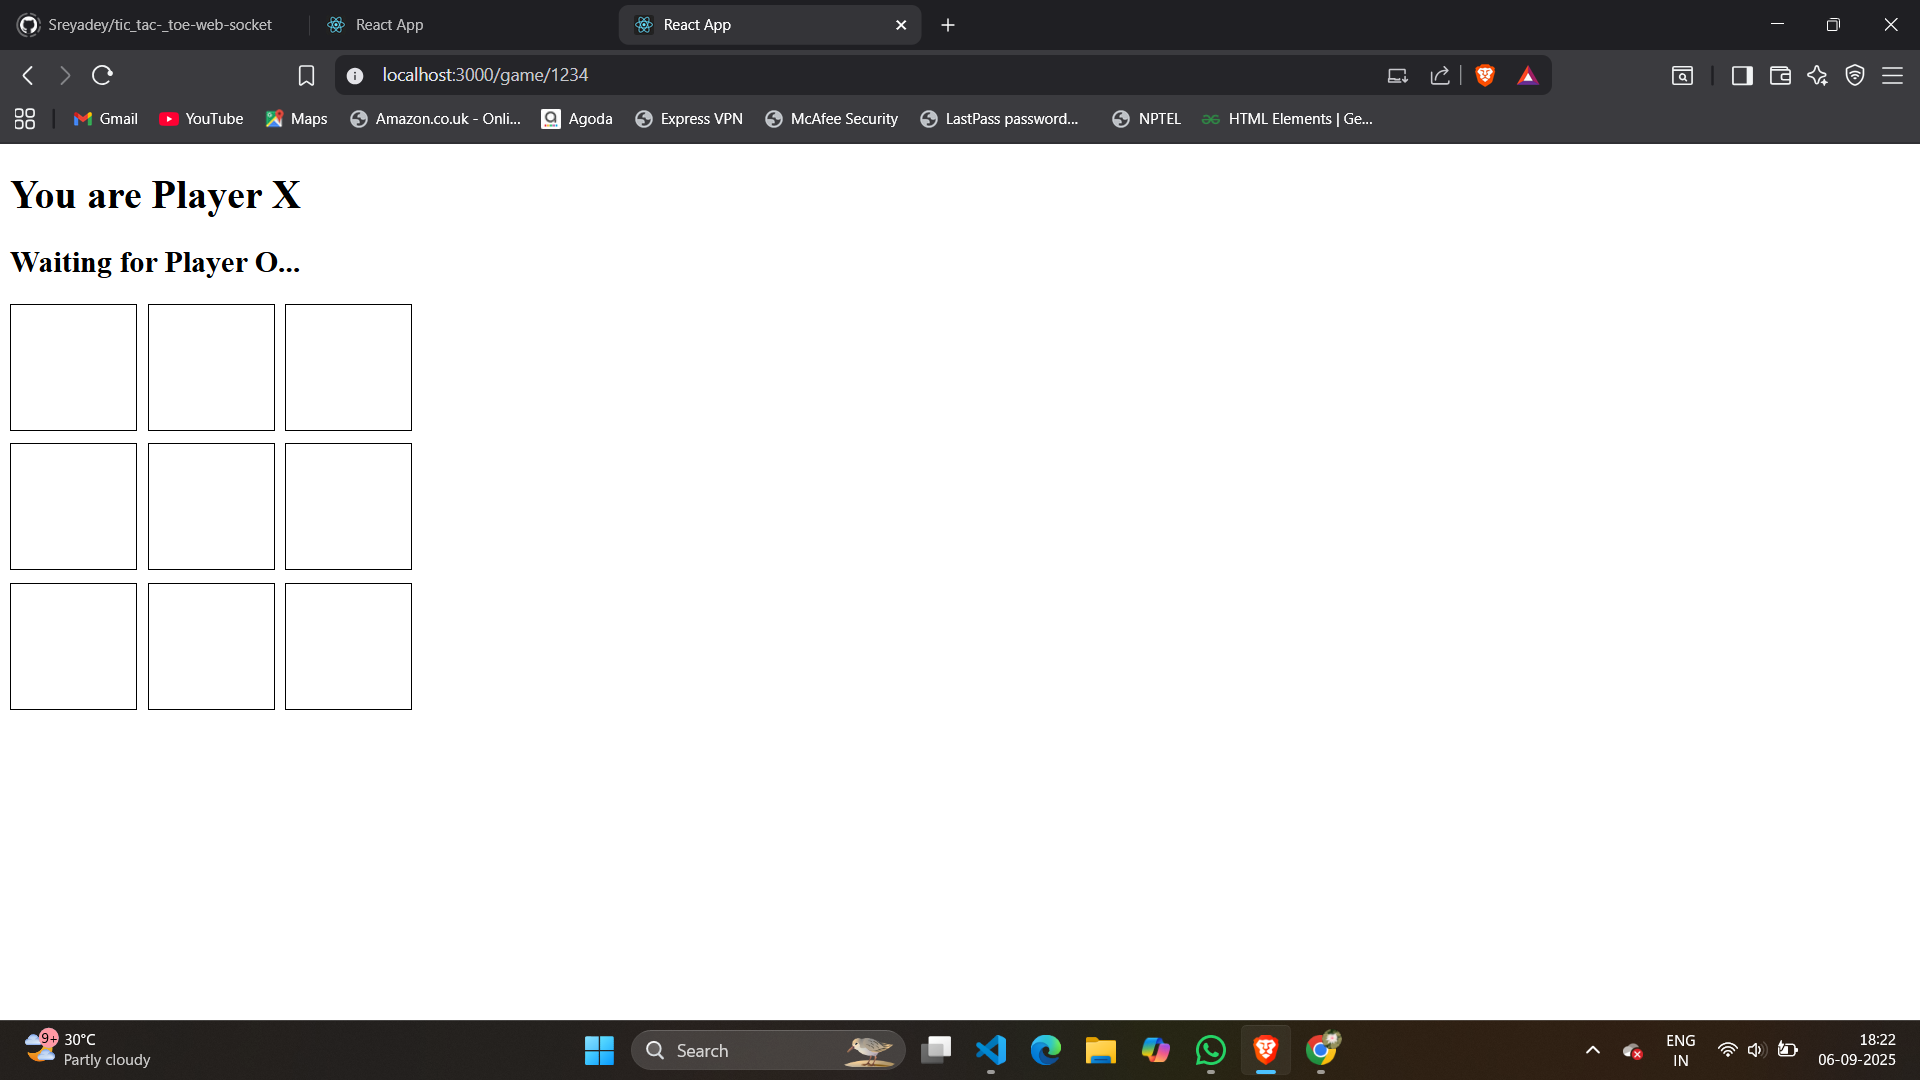 Sreyadey/tic_tac-_toe-web-socket
React App
React App
localhost:3000/game/1234
Gmail
YouTube
Maps
Amazon.co.uk - Onli...
Agoda
Express VPN
McAfee Security
LastPass password...
NPTEL
HTML Elements | Ge...
You are Player X
Waiting for Player O...
9+
30°C
Partly cloudy
Search
ENG
IN
18:22
06-09-2025